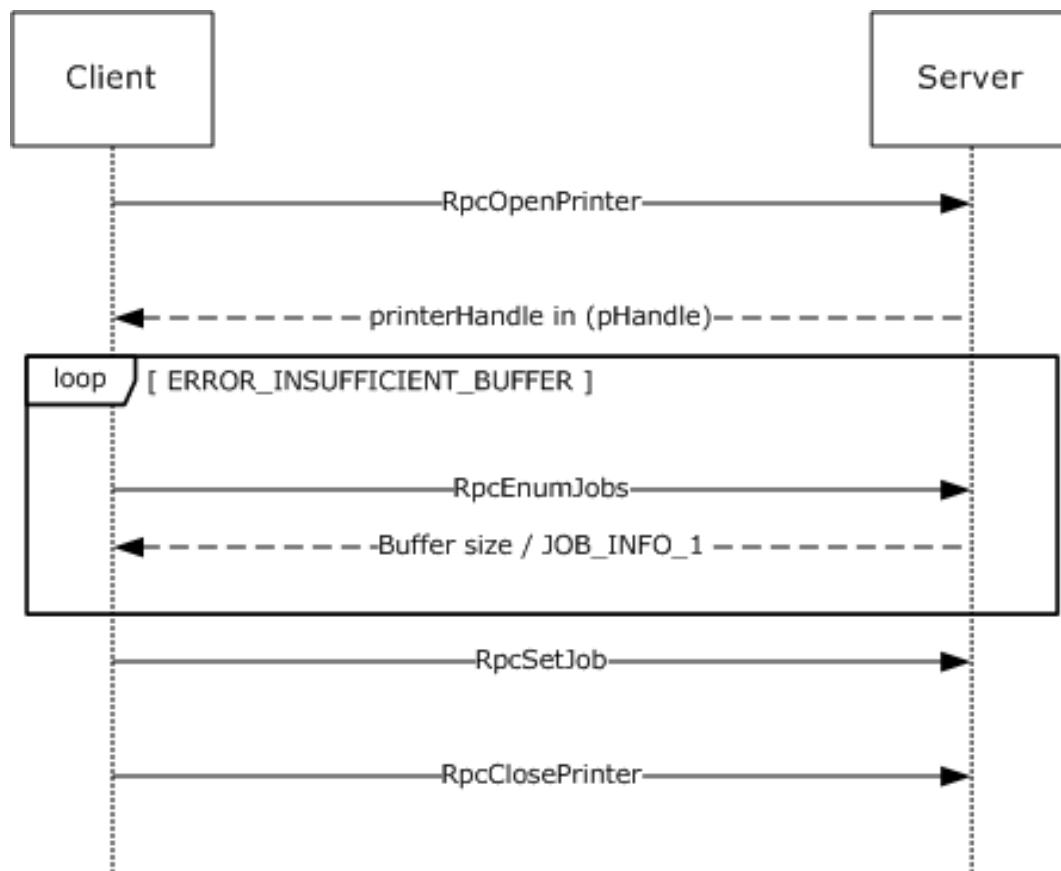 Client
Server
RpcOpenPrinter
printerHandle in (pHandle)
loop
[ ERROR_INSUFFICIENT_BUFFER ]
RpcEnumJobs
Buffer size / JOB_INFO_1
RpcSetJob
RpcClosePrinter